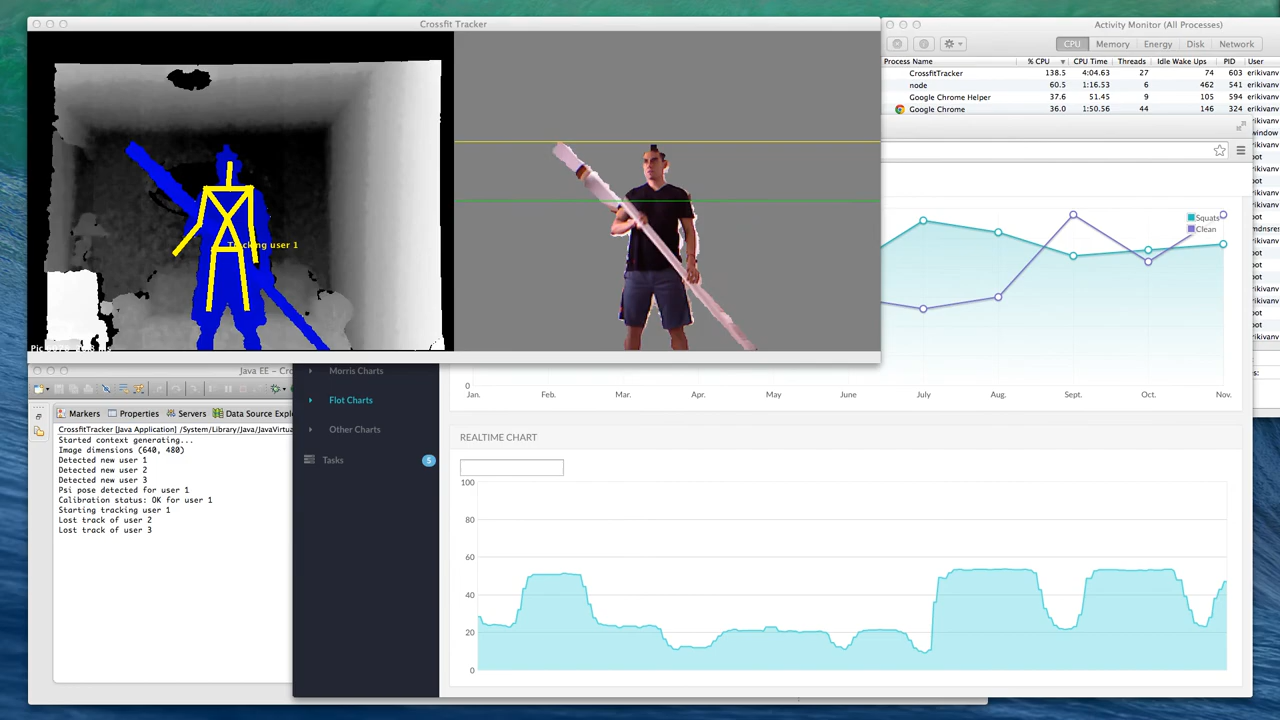 Crossfit Tracker
Tracking user 1
Activity Monitor (All Processes)
CPU Memory Energy Disk Network
Process Name % CPU CPU Time Threads Idle Wake Ups PID User
CrossfitTracker 138.5 4:04.63 27 74 603 erikivanv
node 60.5 1:16.53 6 462 541 erikivanv
Google Chrome Helper 37.6 51.45 9 105 594 erikivanv
Google Chrome 36.0 1:50.56 44 146 324 erikivanv
Squats
Clean
0
Jan. Feb. Mar. Apr. May June July Aug. Sept. Oct. Nov.
Java EE – Cro
Markers Properties Servers Data Source Explo
CrossfitTracker [Java Application] /System/Library/Java/JavaVirtua
Started context generating...
Image dimensions (640, 480)
Detected new user 1
Detected new user 2
Detected new user 3
Psi pose detected for user 1
Calibration status: OK for user 1
Starting tracking user 1
Lost track of user 2
Lost track of user 3
Morris Charts
Flot Charts
Other Charts
Tasks 5
REALTIME CHART
100
80
60
40
20
0